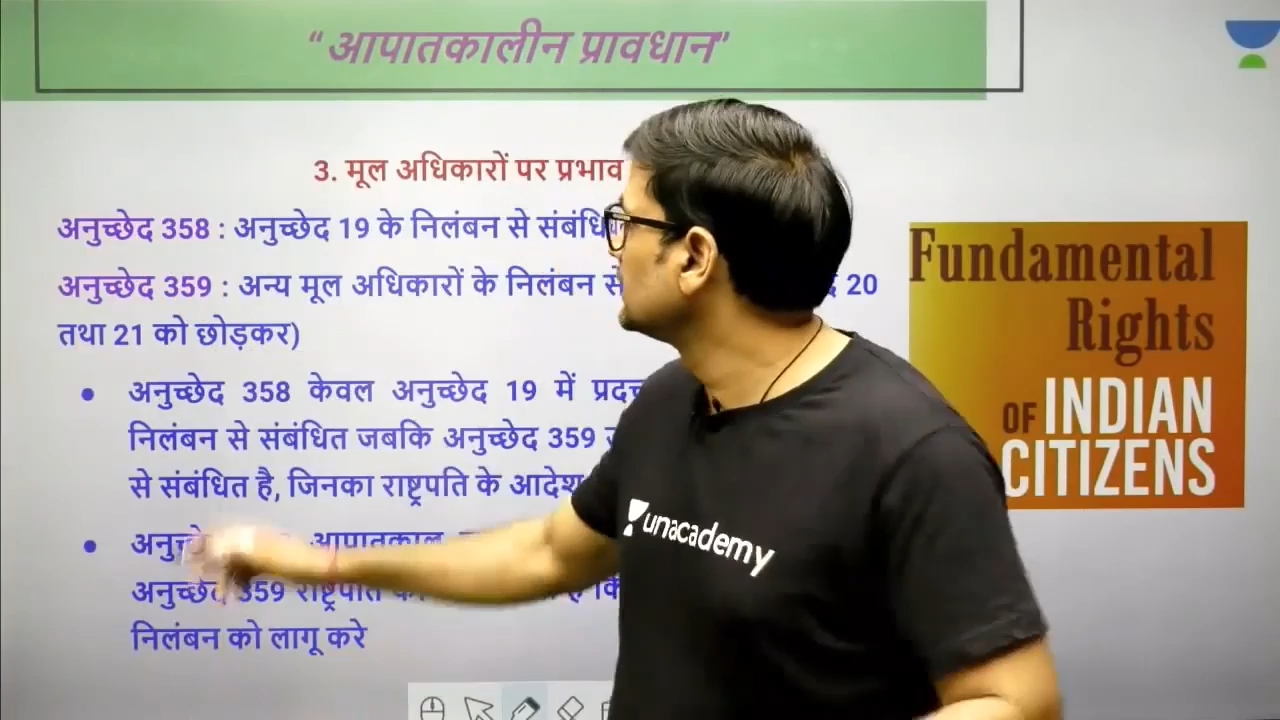 “आपातकालीन प्रावधान”
3. मूल अधिकारों पर प्रभाव
अनुच्छेद 358 : अनुच्छेद 19 के निलंबन से
अनुच्छेद 359 : अन्य मूल अधिकारों के निलंबन से 20
तथा 21 को छोड़कर)
अनुच्छेद 358 केवल अनुच्छेद 19 में
निलंबन से संबंधित जबकि अनुच्छेद 359
से संबंधित है, जिनका राष्ट्रपति के आदेश
आपातकाल
359 राष्ट्रपति
निलंबन को लागू करे
Fundamental
Rights
OF INDIAN
CITIZENS
unacademy